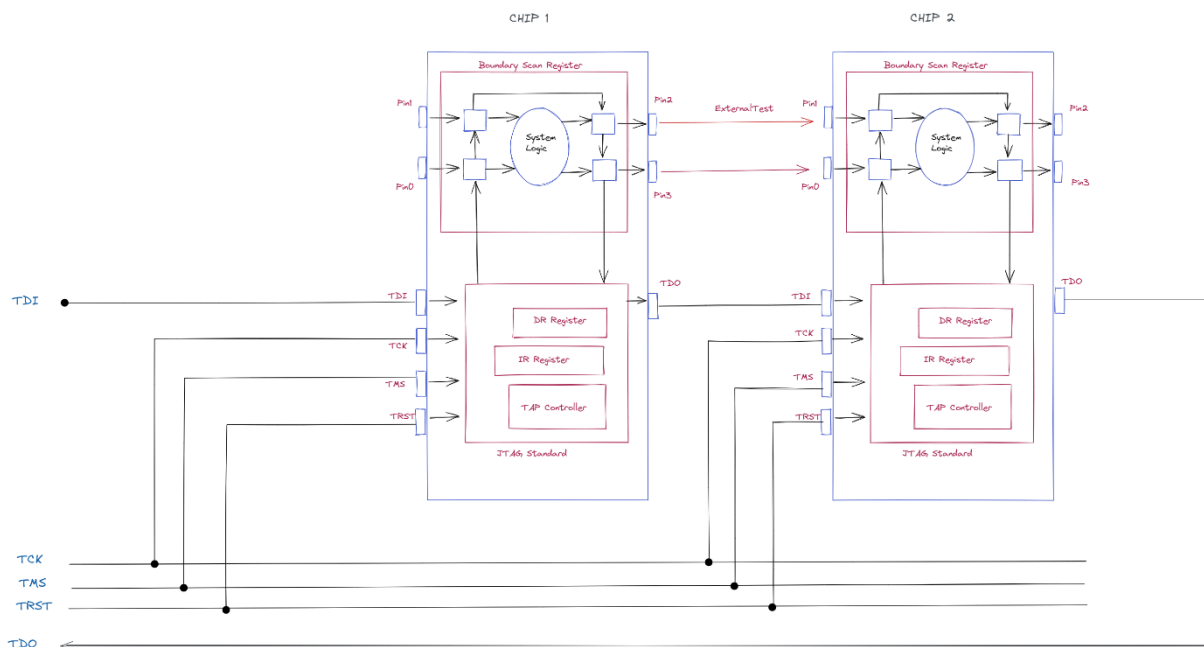 CHIP 1
CHIP 2
Boundary Scan Register
Pin1
Pin0
System
Logic
Pin2
Pin3
ExternalTest
Boundary Scan Register
Pin1
Pin0
System
Logic
Pin2
Pin3
TDI
TDI
TCK
TMS
TRST
DR Register
IR Register
TAP Controller
JTAG Standard
TDO
TDI
TCK
TMS
TRST
DR Register
IR Register
TAP Controller
JTAG Standard
TDO
TCK
TMS
TRST
TDO